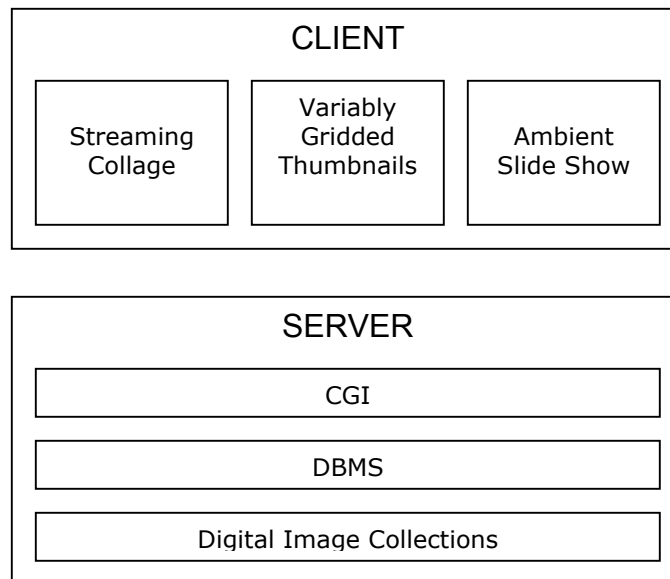 CLIENT
Streaming
Collage
Variably
Gridded
Thumbnails
Ambient
Slide Show
SERVER
CGI
DBMS
Digital Image Collections